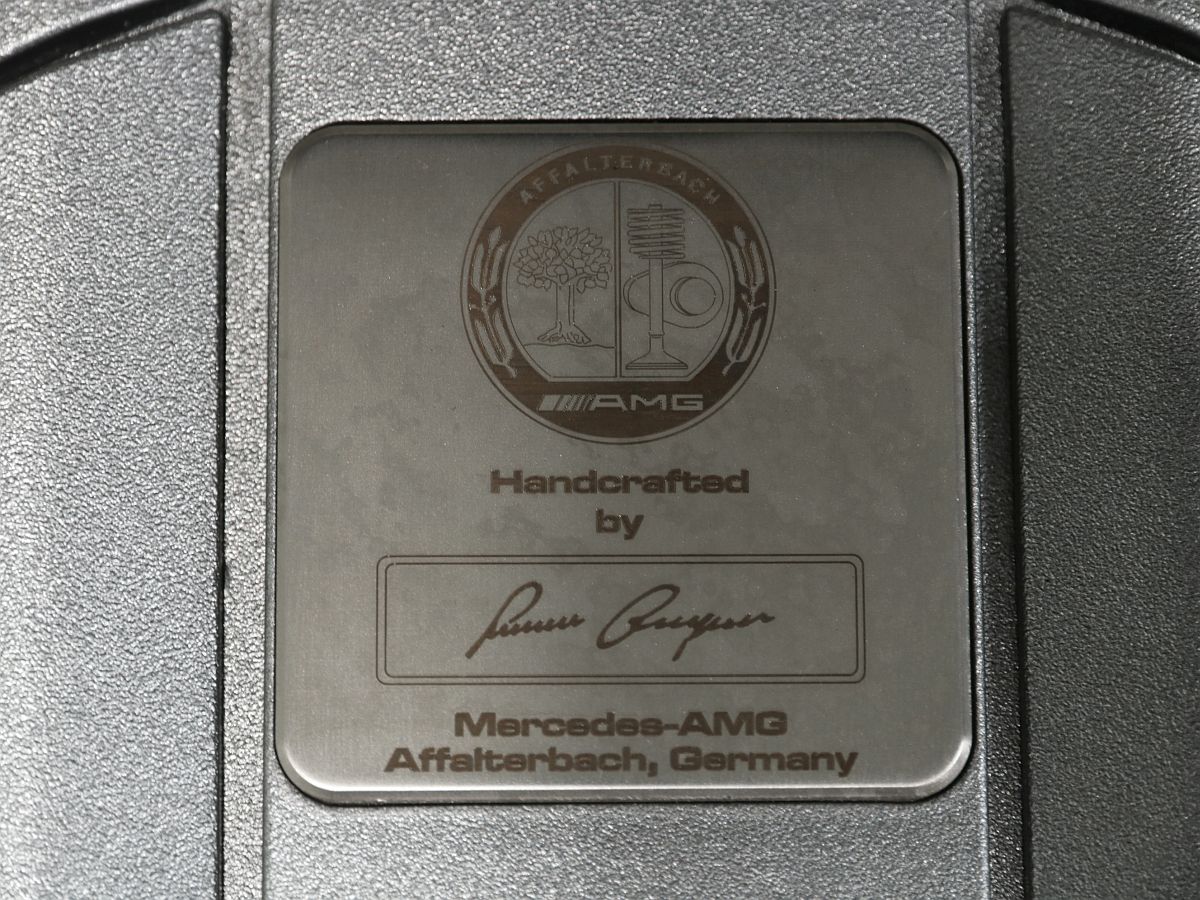 AFFALTERBACH
AMG
Handcrafted
by
Mercedes-AMG
Affalterbach, Germany